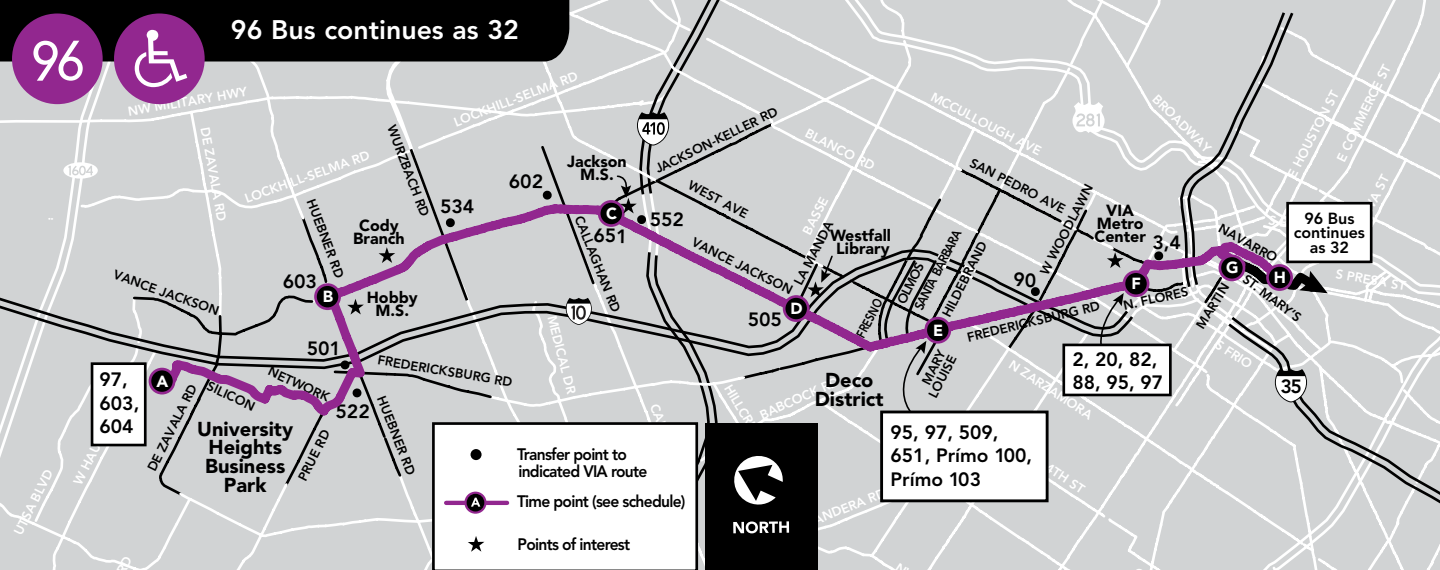 96
96 Bus continues as 32
NW MILITARY HWY
LOCKHILL-SELMA RD
1604
DE ZAVALA RD
LOCKHILL-SELMA RD
HUEBNER RD
WURZBACH RD
534
602
Cody
Branch
603
B
Hobby
M.S.
VANCE JACKSON
501
10
FREDERICKSBURG RD
MEDICAL DR
97,
603,
604
A
SILICON
NETWORK
522
DE ZAVALA RD
University
Heights
Business
Park
PRUE RD
HUEBNER RD
UTSA BLVD
410
Jackson
M.S.
JACKSON-KELLER RD
C
651
552
CALLAGHAN RD
WEST AVE
VANCE JACKSON
BLANCO RD
BASSE
LA MANDA
Westfall
Library
D
505
MCCULLOUGH AVE
281
BROADWAY
SAN PEDRO AVE
FRESNO
OLMOS
SANTA BARBARA
HILDEBRAND
E
MARY
LOUISE
W WOODLAWN
90
FREDERICKSBURG RD
Deco
District
BABCOCK
95, 97, 509,
651, Prímo 100,
Prímo 103
VIA
Metro
Center
3,4
F
N. FLORES
2, 20, 82,
88, 95, 97
N ZARZAMORA
NAVARRO
G
H
MARTIN
ST. MARY'S
S FRIO
35
E HOUSTON ST
E COMMERCE ST
96 Bus
continues
as 32
S PRESA ST
Transfer point to
indicated VIA route
A
Time point (see schedule)
Points of interest
NORTH